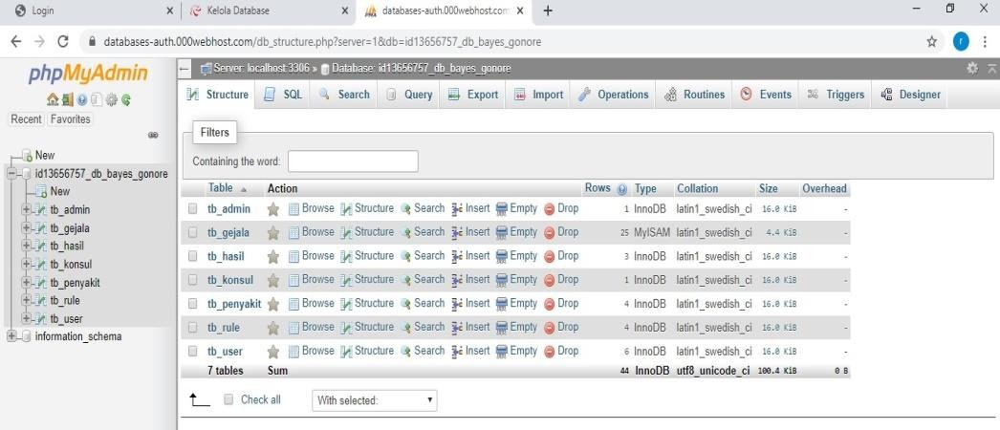 Login
Kelola Database
databases-auth.000webhost.com
databases-auth.000webhost.com/db_structure.php?server=1&db=id13656757_db_bayes_gonore
r
phpMyAdmin
Recent Favorites
New
id13656757_db_bayes_gonore
New
tb_admin
tb_gejala
tb_hasil
tb_konsul
tb_penyakit
tb_rule
tb_user
information_schema
Server: localhost:3306 » Database: id13656757_db_bayes_gonore
Structure SQL Search Query Export Import Operations Routines Events Triggers Designer
Filters
Containing the word:
Table Action Rows Type Collation Size Overhead
tb_admin Browse Structure Search Insert Empty Drop 1 InnoDB latin1_swedish_ci 16.0 KiB -
tb_gejala Browse Structure Search Insert Empty Drop 25 MyISAM latin1_swedish_ci 4.4 KiB -
tb_hasil Browse Structure Search Insert Empty Drop 3 InnoDB latin1_swedish_ci 16.0 KiB -
tb_konsul Browse Structure Search Insert Empty Drop 1 InnoDB latin1_swedish_ci 16.0 KiB -
tb_penyakit Browse Structure Search Insert Empty Drop 4 InnoDB latin1_swedish_ci 16.0 KiB -
tb_rule Browse Structure Search Insert Empty Drop 4 InnoDB latin1_swedish_ci 16.0 KiB -
tb_user Browse Structure Search Insert Empty Drop 6 InnoDB latin1_swedish_ci 16.0 KiB -
7 tables Sum 44 InnoDB utf8_unicode_ci 100.4 KiB 0 B
Check all With selected: